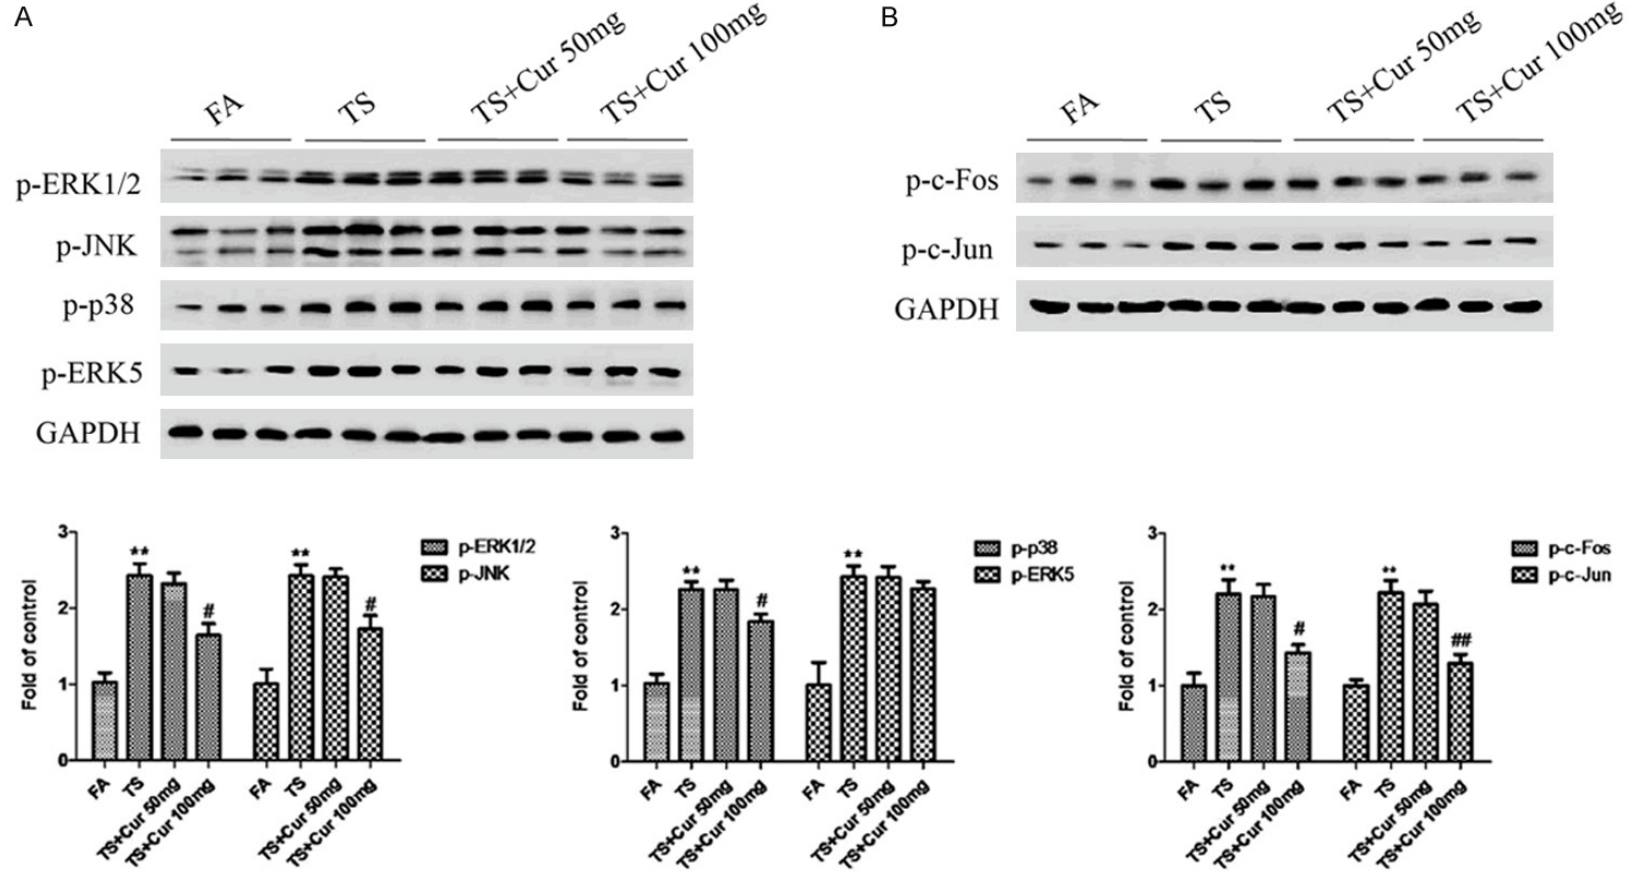 A
FA TS TS+Cur 50mg TS+Cur 100mg
p-ERK1/2
p-JNK
p-p38
p-ERK5
GAPDH
B
FA TS TS+Cur 50mg TS+Cur 100mg
p-c-Fos
p-c-Jun
GAPDH
Fold of control
3
2
1
0
** # ** #
p-ERK1/2
p-JNK
FA TS TS+Cur 50mg TS+Cur 100mg FA TS TS+Cur 50mg TS+Cur 100mg
Fold of control
3
2
1
0
** # **
p-p38
p-ERK5
FA TS TS+Cur 50mg TS+Cur 100mg FA TS TS+Cur 50mg TS+Cur 100mg
Fold of control
3
2
1
0
** # ** ##
p-c-Fos
p-c-Jun
FA TS TS+Cur 50mg TS+Cur 100mg FA TS TS+Cur 50mg TS+Cur 100mg